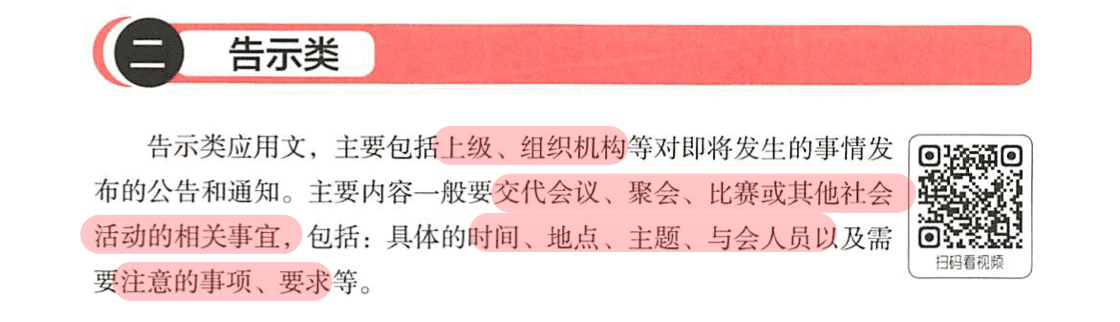 二 告示类
告示类应用文，主要包括上级、组织机构等对即将发生的事情发
布的公告和通知。主要内容一般要交代会议、聚会、比赛或其他社会
活动的相关事宜，包括：具体的时间、地点、主题、与会人员以及需
要注意的事项、要求等。
扫码看视频